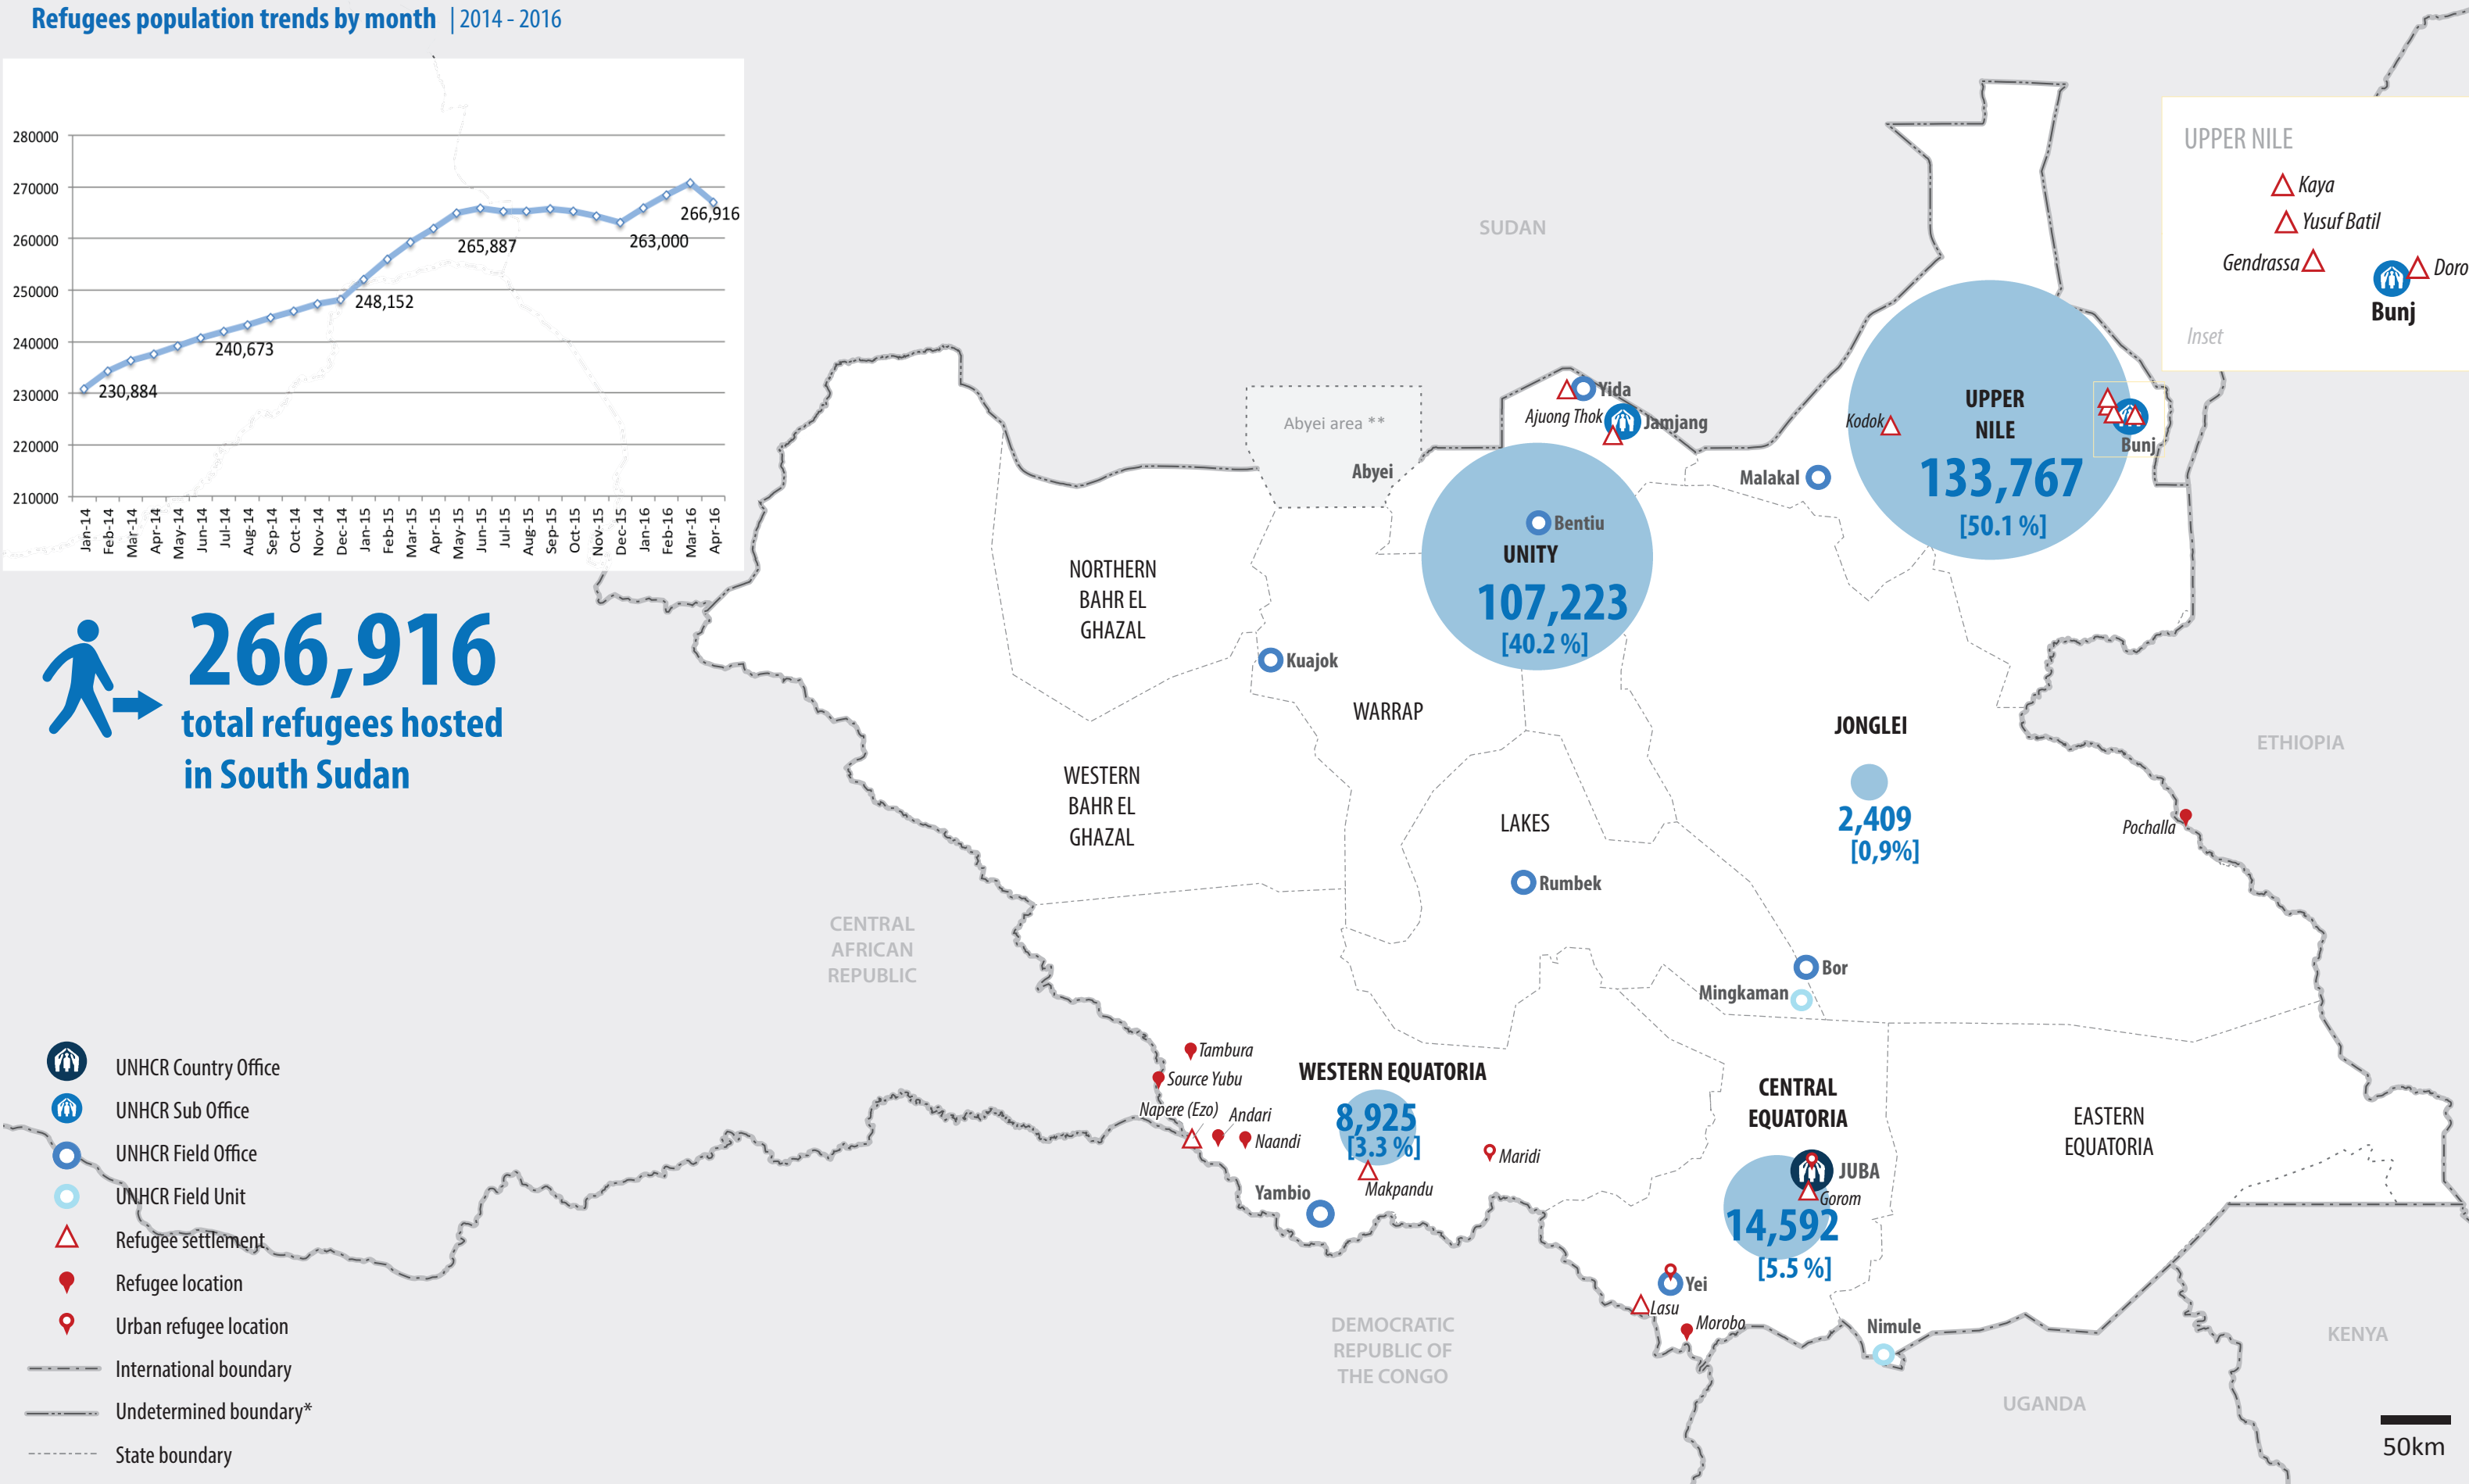 Refugees population trends by month | 2014 - 2016
280000
270000
260000
250000
240000
230000
220000
210000
230,884
240,673
248,152
265,887
263,000
266,916
Jan-14
Feb-14
Mar-14
Apr-14
May-14
Jun-14
Jul-14
Aug-14
Sep-14
Oct-14
Nov-14
Dec-14
Jan-15
Feb-15
Mar-15
Apr-15
May-15
Jun-15
Jul-15
Aug-15
Sep-15
Oct-15
Nov-15
Dec-15
Jan-16
Feb-16
Mar-16
Apr-16
266,916
total refugees hosted
in South Sudan
UNHCR Country Office
UNHCR Sub Office
UNHCR Field Office
UNHCR Field Unit
Refugee settlement
Refugee location
Urban refugee location
International boundary
Undetermined boundary*
State boundary
SUDAN
UPPER NILE
Kaya
Yusuf Batil
Gendrassa
Doro
Bunj
Inset
Abyei area **
Abyei
Yida
Ajuong Thok
Jamjang
Kodok
UPPER
NILE
133,767
[50.1 %]
Bunj
Malakal
Bentiu
UNITY
107,223
[40.2 %]
NORTHERN
BAHR EL
GHAZAL
Kuajok
WARRAP
WESTERN
BAHR EL
GHAZAL
LAKES
Rumbek
JONGLEI
2,409
[0,9%]
ETHIOPIA
Pochalla
CENTRAL
AFRICAN
REPUBLIC
Bor
Mingkaman
Tambura
Source Yubu
Napere (Ezo)
Andari
Naandi
WESTERN EQUATORIA
8,925
[3.3 %]
Makpandu
Yambio
Maridi
CENTRAL
EQUATORIA
JUBA
Gorom
14,592
[5.5 %]
EASTERN
EQUATORIA
Yei
Lasu
Morobo
Nimule
DEMOCRATIC
REPUBLIC OF
THE CONGO
UGANDA
KENYA
50km